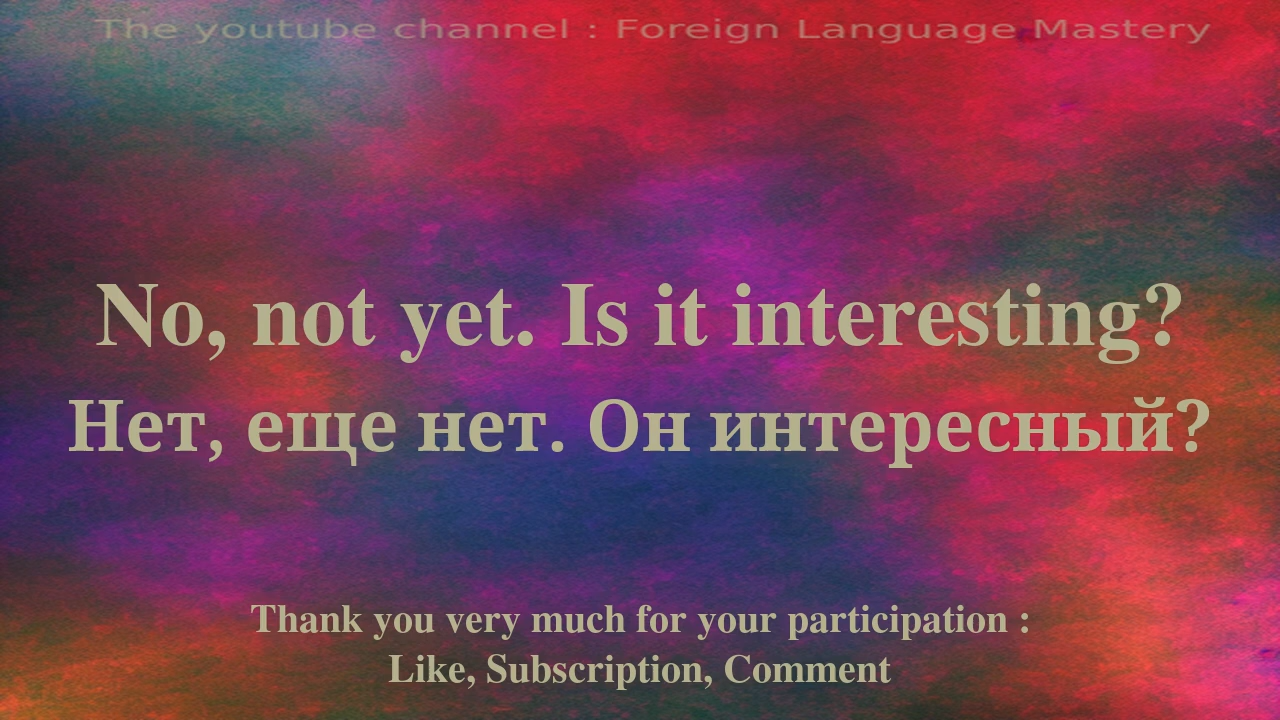 The youtube channel : Foreign Language Mastery
No, not yet. Is it interesting?
Нет, еще нет. Он интересный?
Thank you very much for your participation :
Like, Subscription, Comment